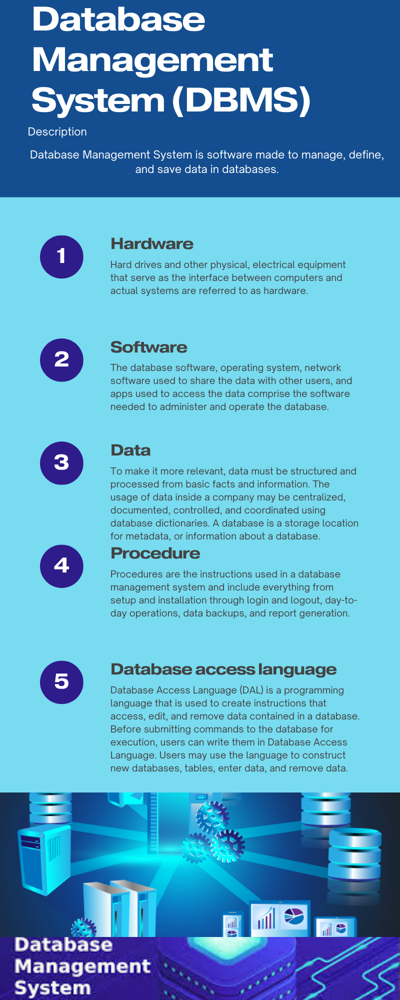 Database
Management
System (DBMS)
Description
Database Management System is software made to manage, define,
and save data in databases.
1
Hardware
Hard drives and other physical, electrical equipment
that serve as the interface between computers and
actual systems are referred to as hardware.
2
Software
The database software, operating system, network
software used to share the data with other users, and
apps used to access the data comprise the software
needed to administer and operate the database.
3
Data
To make it more relevant, data must be structured and
processed from basic facts and information. The
usage of data inside a company may be centralized,
documented, controlled, and coordinated using
database dictionaries. A database is a storage location
for metadata, or information about a database.
4
Procedure
Procedures are the instructions used in a database
management system and include everything from
setup and installation through login and logout, day-to-
day operations, data backups, and report generation.
5
Database access language
Database Access Language (DAL) is a programming
language that is used to create instructions that
access, edit, and remove data contained in a database.
Before submitting commands to the database for
execution, users can write them in Database Access
Language. Users may use the language to construct
new databases, tables, enter data, and remove data.
Database
Management
System